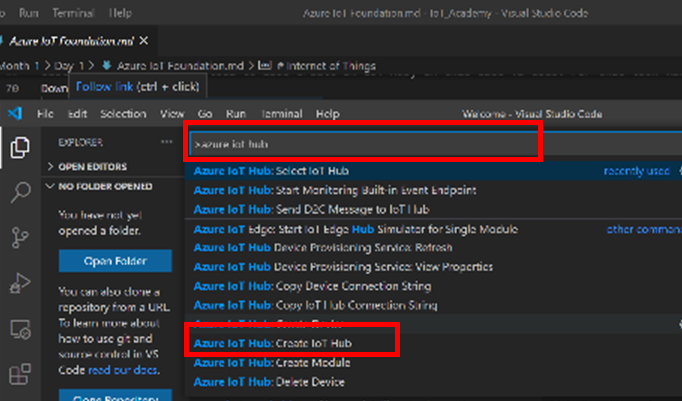 Run Terminal Help Azure IoT Foundation.md - IoT_Academy - Visual Studio Code
Azure IoT Foundation.md ×
Month 1 > Day 1 > Azure IoT Foundation.md > # Internet of Things
70 Down
Follow link (ctrl + click)
File Edit Selection View Go Run Terminal Help Welcome - Visual Studio Code
EXPLORER ...
>azure iot hub
OPEN EDITORS
NO FOLDER OPENED
You have not yet
opened a folder.
Open Folder
You can also clone a
repository from a URL.
To learn more about
how to use git and
source control in VS
Code read our docs.
Clone Repository
Azure IoT Hub: Select IoT Hub recently used
Azure IoT Hub: Start Monitoring Built-in Event Endpoint
Azure IoT Hub: Send D2C Message to IoT Hub
Azure IoT Edge: Start IoT Edge Hub Simulator for Single Module other comman
Azure IoT Hub Device Provisioning Service: Refresh
Azure IoT Hub Device Provisioning Service: View Properties
Azure IoT Hub: Copy Device Connection String
Azure IoT Hub: Copy IoT Hub Connection String
Azure IoT Hub: Create IoT Hub
Azure IoT Hub: Create Module
Azure IoT Hub: Delete Device